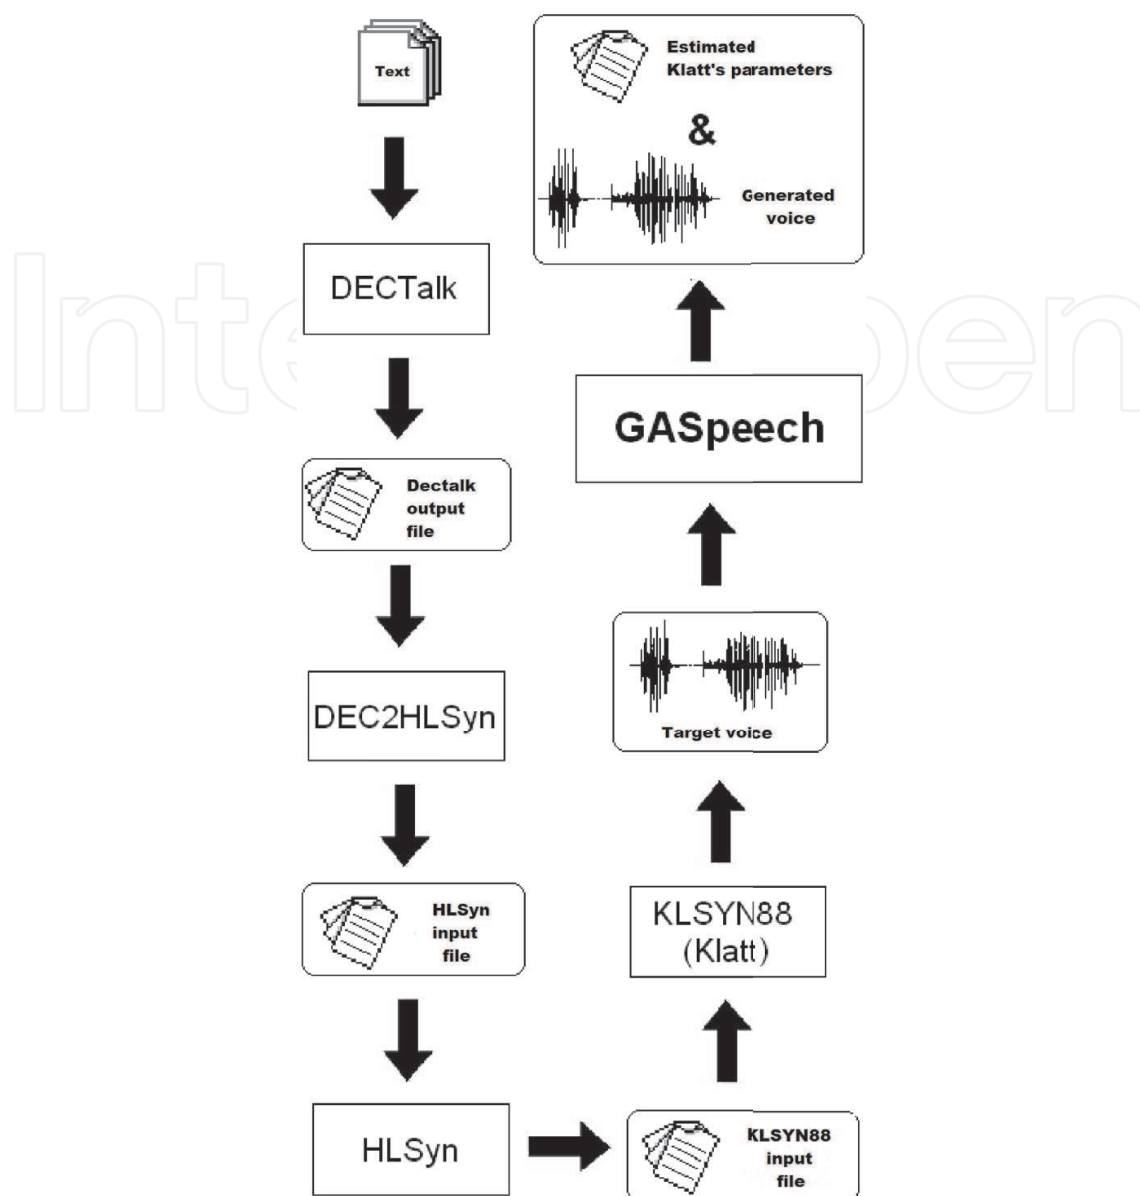 Text
DECTalk
Dectalk
output
file
DEC2HLSyn
HLSyn
input
file
HLSyn
KLSYN88
input
file
KLSYN88
(Klatt)
Target voice
GASpeech
Estimated
Klatt's parameters
&
Generated
voice